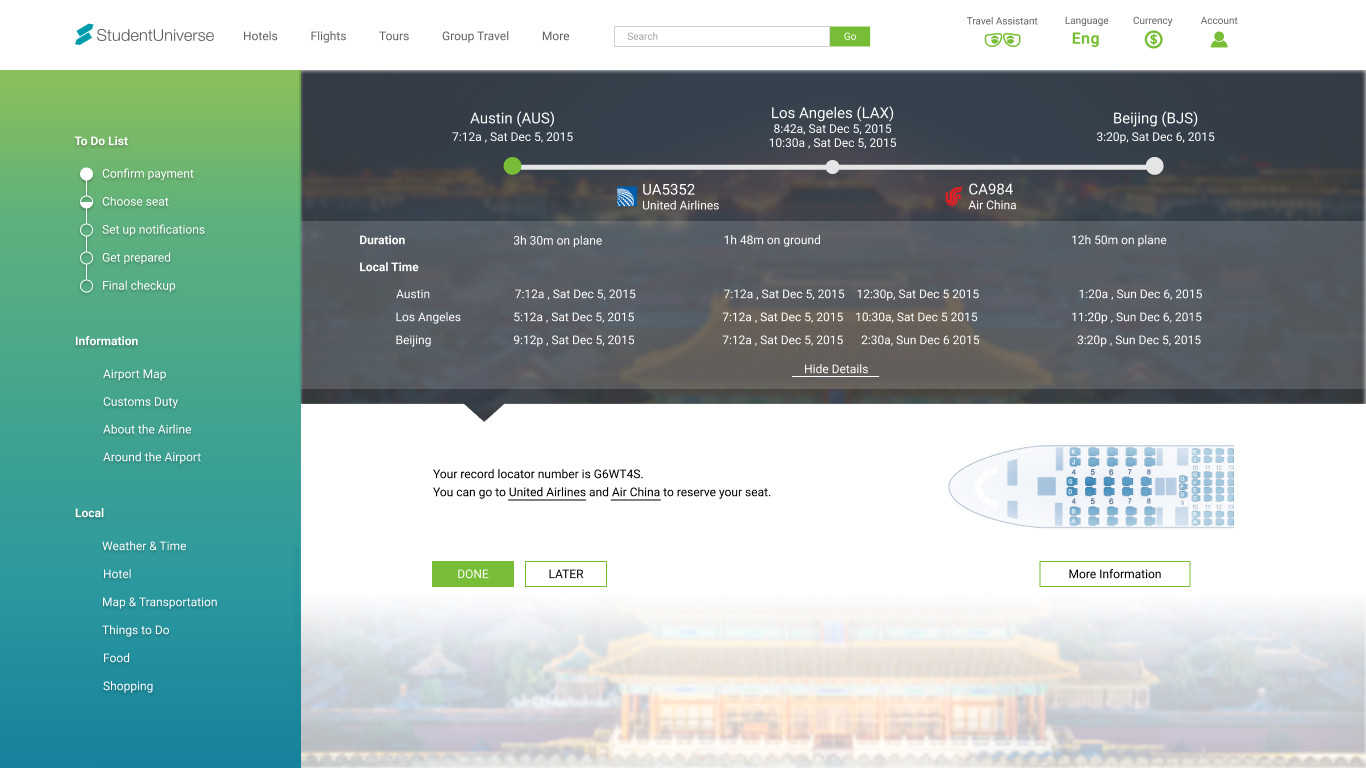 StudentUniverse
Hotels
Flights
Tours
Group Travel
More
Search
Go
Travel Assistant
Language
Eng
Currency
$
Account
To Do List
Confirm payment
Choose seat
Set up notifications
Get prepared
Final checkup
Information
Airport Map
Customs Duty
About the Airline
Around the Airport
Local
Weather & Time
Hotel
Map & Transportation
Things to Do
Food
Shopping
Austin (AUS)
7:12a , Sat Dec 5, 2015
Los Angeles (LAX)
8:42a, Sat Dec 5, 2015
10:30a , Sat Dec 5, 2015
Beijing (BJS)
3:20p, Sat Dec 6, 2015
UA5352
United Airlines
CA984
Air China
Duration 3h 30m on plane 1h 48m on ground 12h 50m on plane
Local Time
Austin 7:12a , Sat Dec 5, 2015 7:12a , Sat Dec 5, 2015 12:30p, Sat Dec 5 2015 1:20a , Sun Dec 6, 2015
Los Angeles 5:12a , Sat Dec 5, 2015 7:12a , Sat Dec 5, 2015 10:30a, Sat Dec 5 2015 11:20p , Sun Dec 6, 2015
Beijing 9:12p , Sat Dec 5, 2015 7:12a , Sat Dec 5, 2015 2:30a, Sun Dec 6 2015 3:20p , Sun Dec 5, 2015
Hide Details
Your record locator number is G6WT4S.
You can go to United Airlines and Air China to reserve your seat.
K
J
4 5 6 7 8
10 11 12 13
G
D
4 5 6 7 8
9
10 11 12 13
B
A
DONE
LATER
More Information